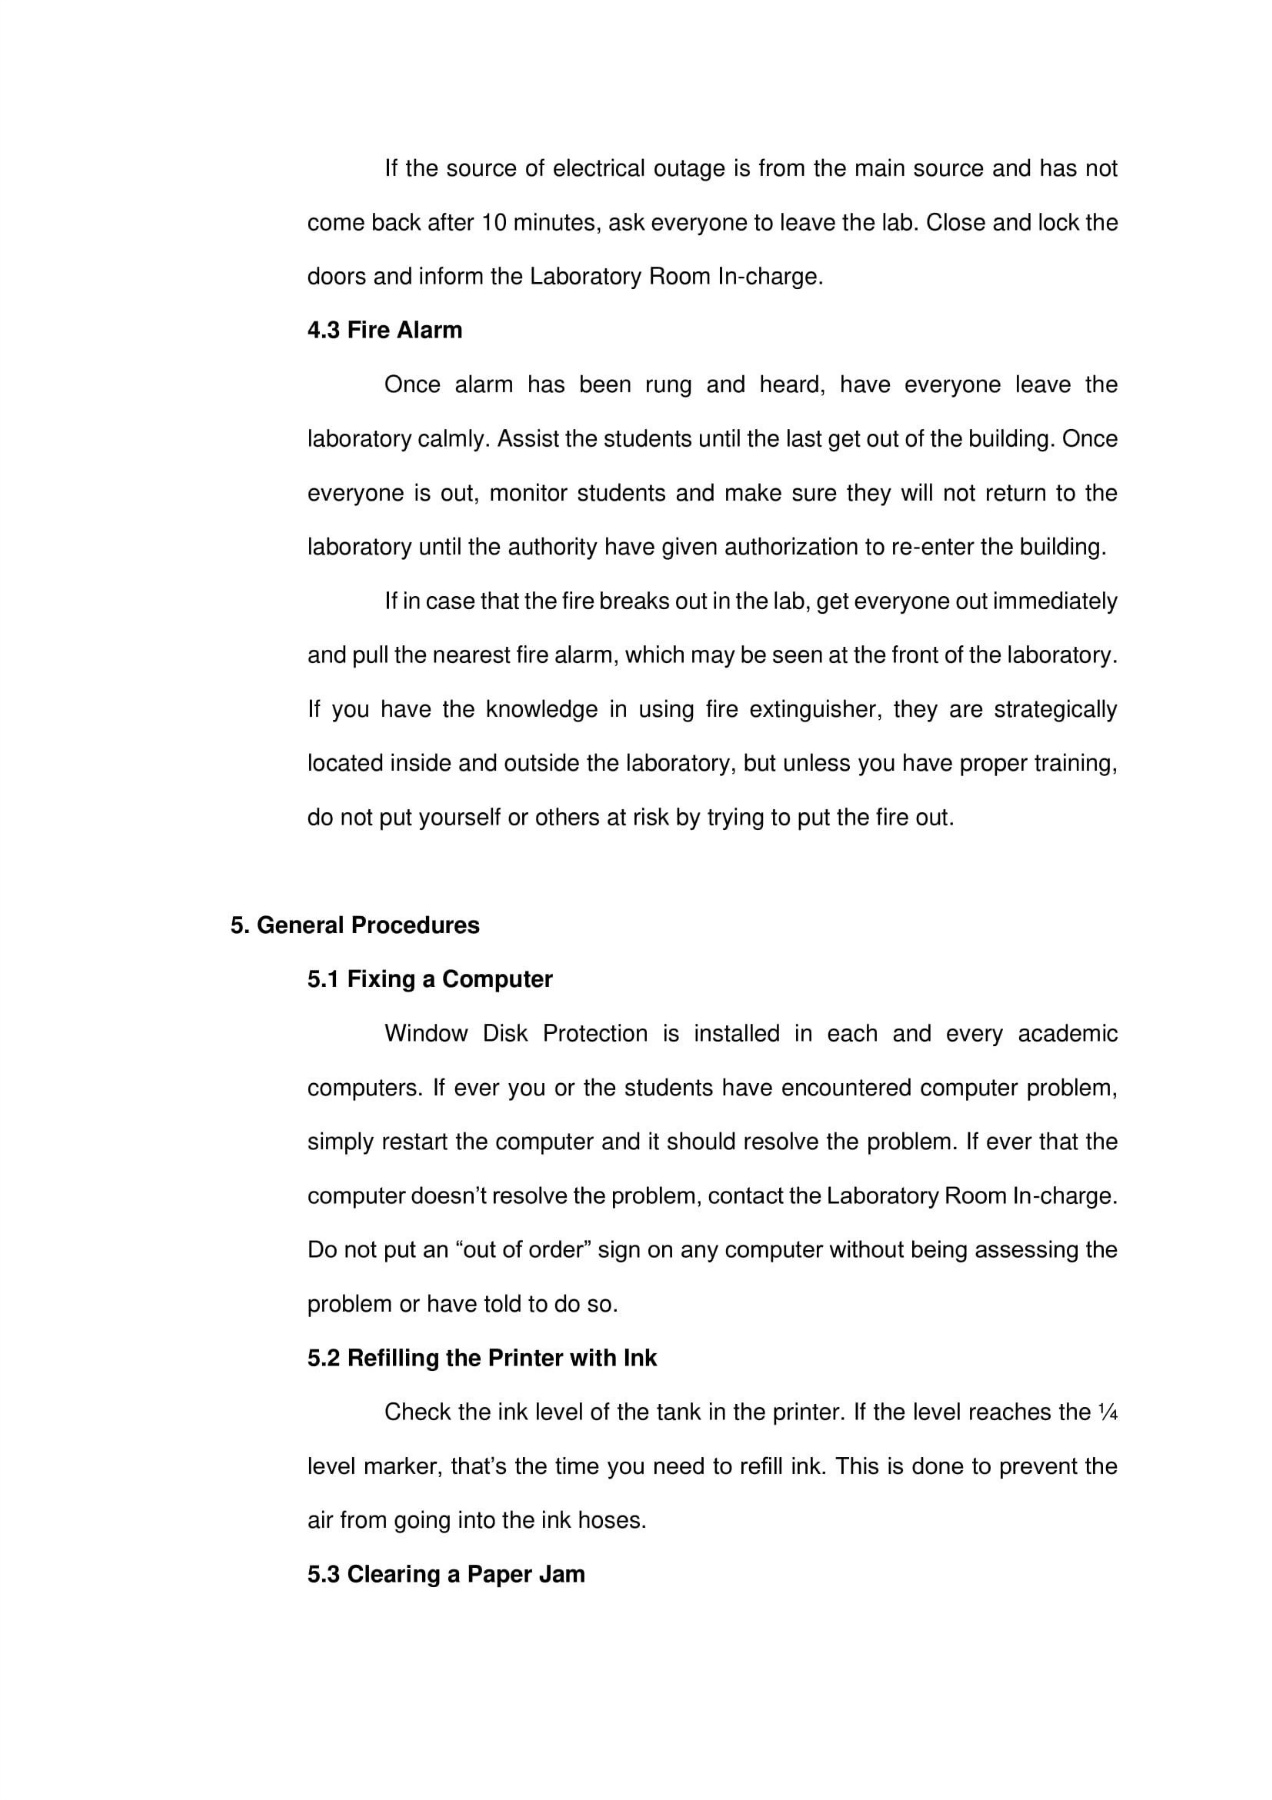 If the source of electrical outage is from the main source and has not
come back after 10 minutes, ask everyone to leave the lab. Close and lock the
doors and inform the Laboratory Room In-charge.
4.3 Fire Alarm
Once alarm has been rung and heard, have everyone leave the
laboratory calmly. Assist the students until the last get out of the building. Once
everyone is out, monitor students and make sure they will not return to the
laboratory until the authority have given authorization to re-enter the building.
If in case that the fire breaks out in the lab, get everyone out immediately
and pull the nearest fire alarm, which may be seen at the front of the laboratory.
If you have the knowledge in using fire extinguisher, they are strategically
located inside and outside the laboratory, but unless you have proper training,
do not put yourself or others at risk by trying to put the fire out.
5. General Procedures
5.1 Fixing a Computer
Window Disk Protection is installed in each and every academic
computers. If ever you or the students have encountered computer problem,
simply restart the computer and it should resolve the problem. If ever that the
computer doesn’t resolve the problem, contact the Laboratory Room In-charge.
Do not put an “out of order” sign on any computer without being assessing the
problem or have told to do so.
5.2 Refilling the Printer with Ink
Check the ink level of the tank in the printer. If the level reaches the ¼
level marker, that’s the time you need to refill ink. This is done to prevent the
air from going into the ink hoses.
5.3 Clearing a Paper Jam